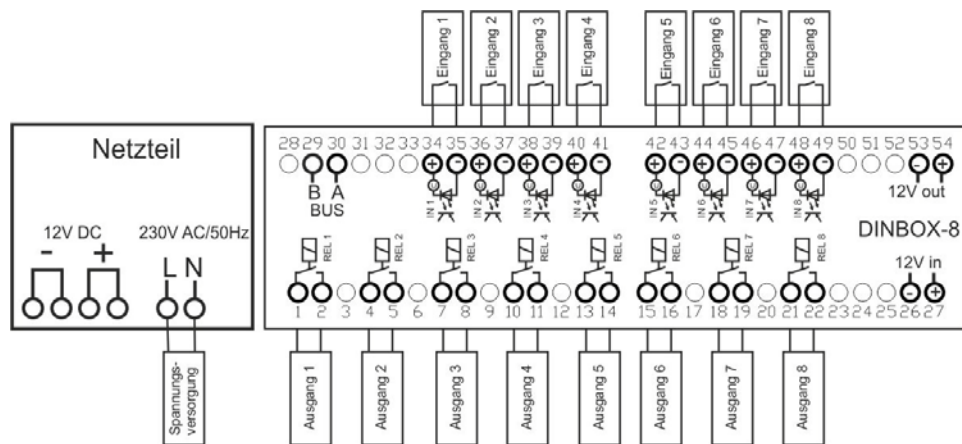 Eingang 1
Eingang 2
Eingang 3
Eingang 4
Eingang 5
Eingang 6
Eingang 7
Eingang 8
Netzteil
12V DC
230V AC/50Hz
- +
L N
28 29 30 31 32 33 34 35 36 37 38 39 40 41 42 43 44 45 46 47 48 49 50 51 52 53 54
+ - + - + - + - + - + - + - + - - +
B A
BUS
12V out
IN 1
IN 2
IN 3
IN 4
IN 5
IN 6
IN 7
IN 8
DINBOX-8
REL 1
REL 2
REL 3
REL 4
REL 5
REL 6
REL 7
REL 8
12V in
- +
1 2 3 4 5 6 7 8 9 10 11 12 13 14 15 16 17 18 19 20 21 22 23 24 25 26 27
Spannungs-
versorgung
Ausgang 1
Ausgang 2
Ausgang 3
Ausgang 4
Ausgang 5
Ausgang 6
Ausgang 7
Ausgang 8